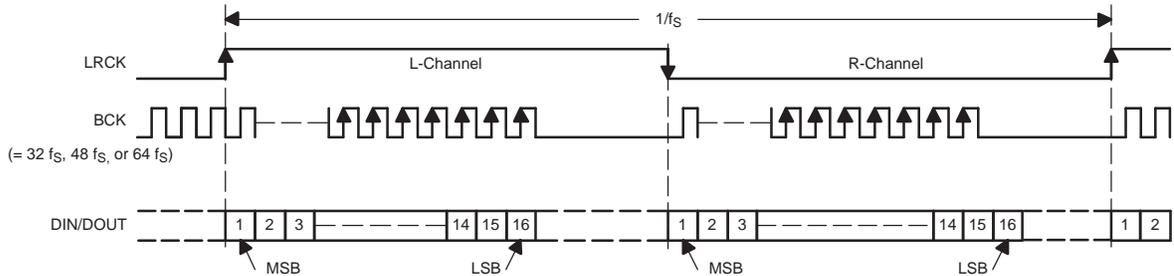 1/fS
LRCK
L-Channel
R-Channel
BCK
(= 32 fS, 48 fS, or 64 fS)
DIN/DOUT
1 2 3 14 15 16 1 2 3 14 15 16 1 2
MSB LSB MSB LSB